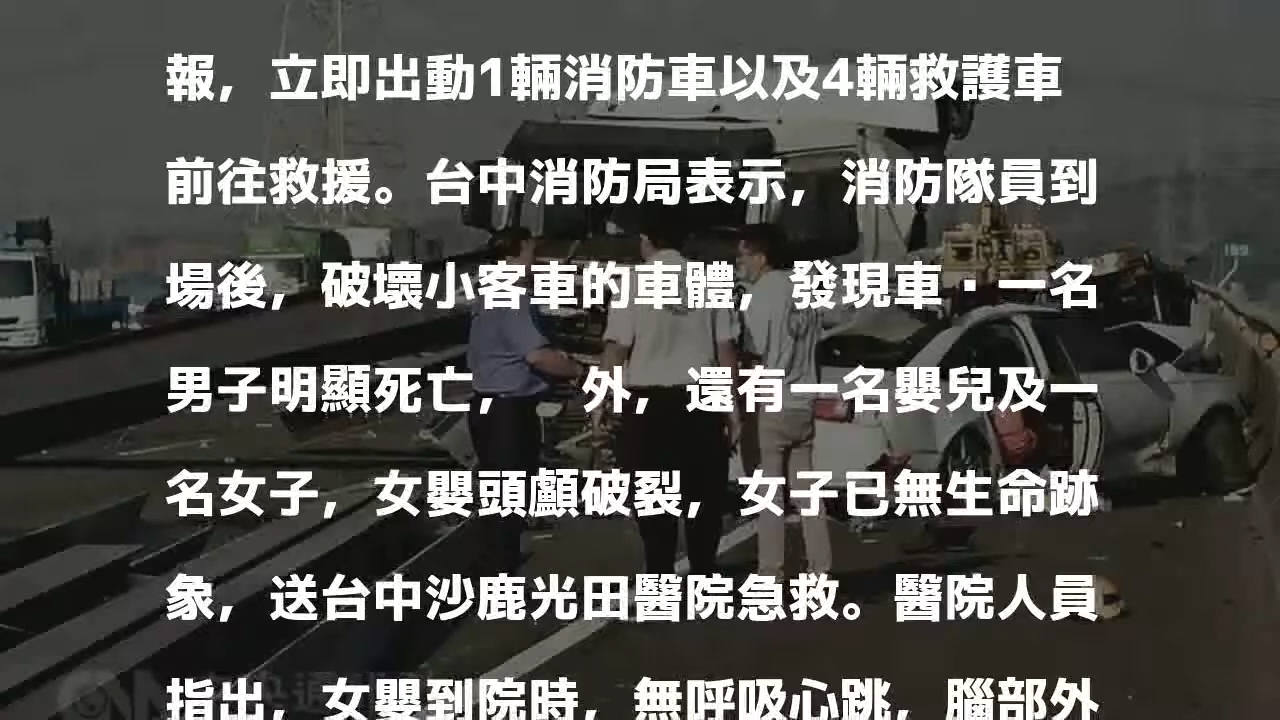 報，立即出動1輛消防車以及4輛救護車
前往救援。台中消防局表示，消防隊員到
場後，破壞小客車的車體，發現車·一名
男子明顯死亡，　外，還有一名嬰兒及一
名女子，女嬰頭顱破裂，女子已無生命跡
象，送台中沙鹿光田醫院急救。醫院人員
指出，女嬰到院時，無呼吸心跳，腦部外